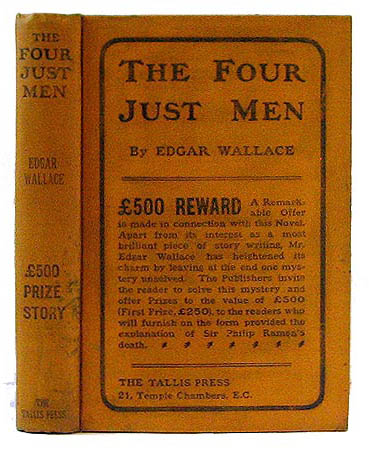 THE
FOUR
JUST
MEN
EDGAR
WALLACE
£500
PRIZE
STORY
THE
TALLIS PRESS
THE FOUR
JUST MEN
By EDGAR WALLACE
£500 REWARD A Remark-
able Offer
is made in connection with this Novel.
Apart from its interest as a most
brilliant piece of story writing, Mr.
Edgar Wallace has heightened its
charm by leaving at the end one mys-
tery unsolved. The Publishers invite
the reader to solve this mystery and
offer Prizes to the value of £500
(First Prize, £250), to the readers who
will furnish on the form provided the
explanation of Sir Philip Ramon's
death.
THE TALLIS PRESS
21, Temple Chambers, E.C.